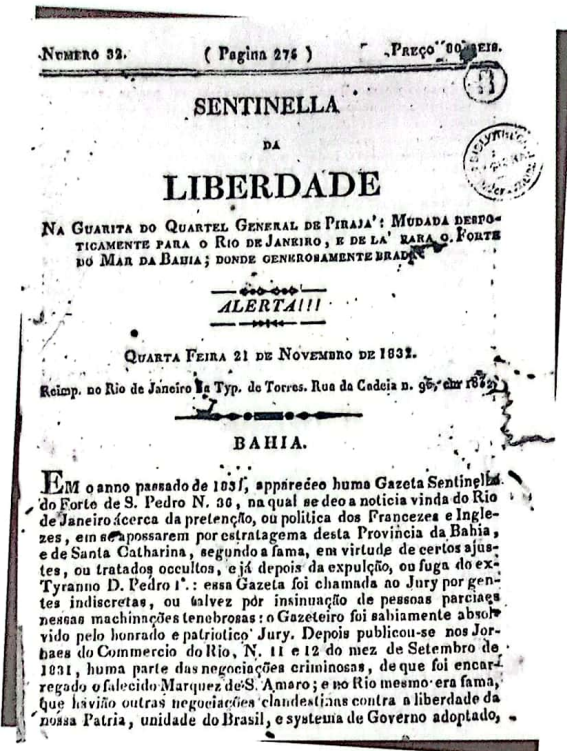 NUMERO 32. ( Pagina 276 ) PREÇO 80 REIS.
SENTINELLA
DA
LIBERDADE
NA GUARITA DO QUARTEL GENERAL DE PIRAJA': MUDADA DESPO-
TICAMENTE PARA O RIO DE JANEIRO, E DE LA' PARA O FORTE
DO MAR DA BAHIA; DONDE GENEROSAMENTE BRADA
ALERTA!!!
QUARTA FEIRA 21 DE NOVEMBRO DE 1832.
Reimp. no Rio de Janeiro na Typ. de Torres. Rua da Cadeia n. 95, em 1832
BAHIA.
EM o anno passado de 1831, appareceo huma Gazeta Sentinella
do Forte de S. Pedro N. 36, na qual se deo a noticia vinda do Rio
de Janeiro ácerca da pretenção, ou politica dos Francezes e Ingle-
zes, em se apossarem por estratagema desta Provincia da Bahia,
e de Santa Catharina, segundo a fama, em virtude de certos ajus-
tes, ou tratados occultos, e já depois da expulção, ou fuga do ex-
Tyranno D. Pedro 1º.: essa Gazeta foi chamada ao Jury por gen-
tes indiscretas, ou talvez pór insinuação de pessoas parciaes
nessas machinações tenebrosas: o Gazeteiro foi sabiamente absol-
vido pelo honrado e patriotico Jury. Depois publicou-se nos Jor-
naes do Commercio do Rio, N. 11 e 12 do mez de Setembro de
1831, huma parte das negociações criminosas, de que foi encar-
regado o falecido Marquez de S. Amaro; e no Rio mesmo era fama,
que havião outras negociações clandestinas contra a liberdade da
nossa Patria, unidade do Brasil, e systema de Governo adoptado,